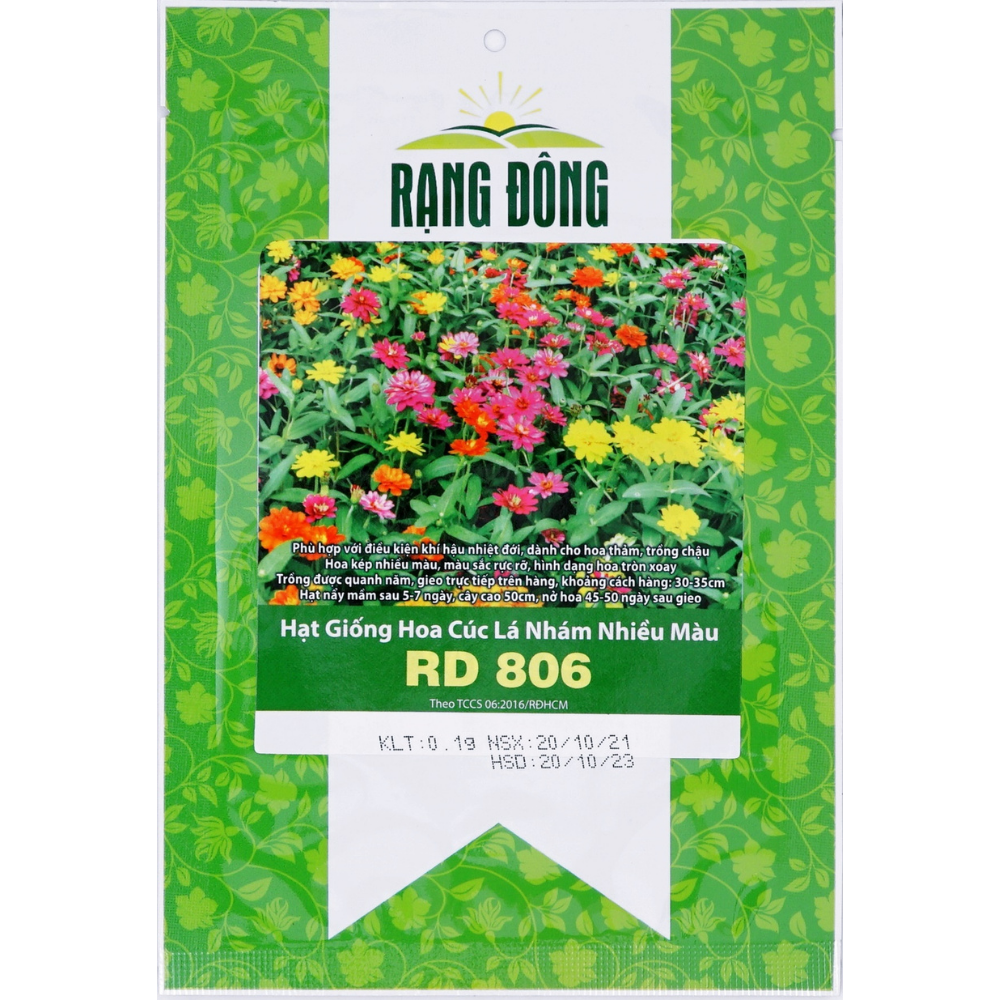 RẠNG ĐÔNG
Phù hợp với điều kiện khí hậu nhiệt đới, dành cho hoa thảm, trồng chậu
Hoa kép nhiều màu, màu sắc rực rỡ, hình dạng hoa tròn xoay
Trồng được quanh năm, gieo trực tiếp trên hàng, khoảng cách hàng: 30-35cm
Hạt nẩy mầm sau 5-7 ngày, cây cao 50cm, nở hoa 45-50 ngày sau gieo
Hạt Giống Hoa Cúc Lá Nhám Nhiều Màu
RD 806
Theo TCCS 06:2016/RĐHCM
KLT:0.1g NSX:20/10/21
HSD:20/10/23